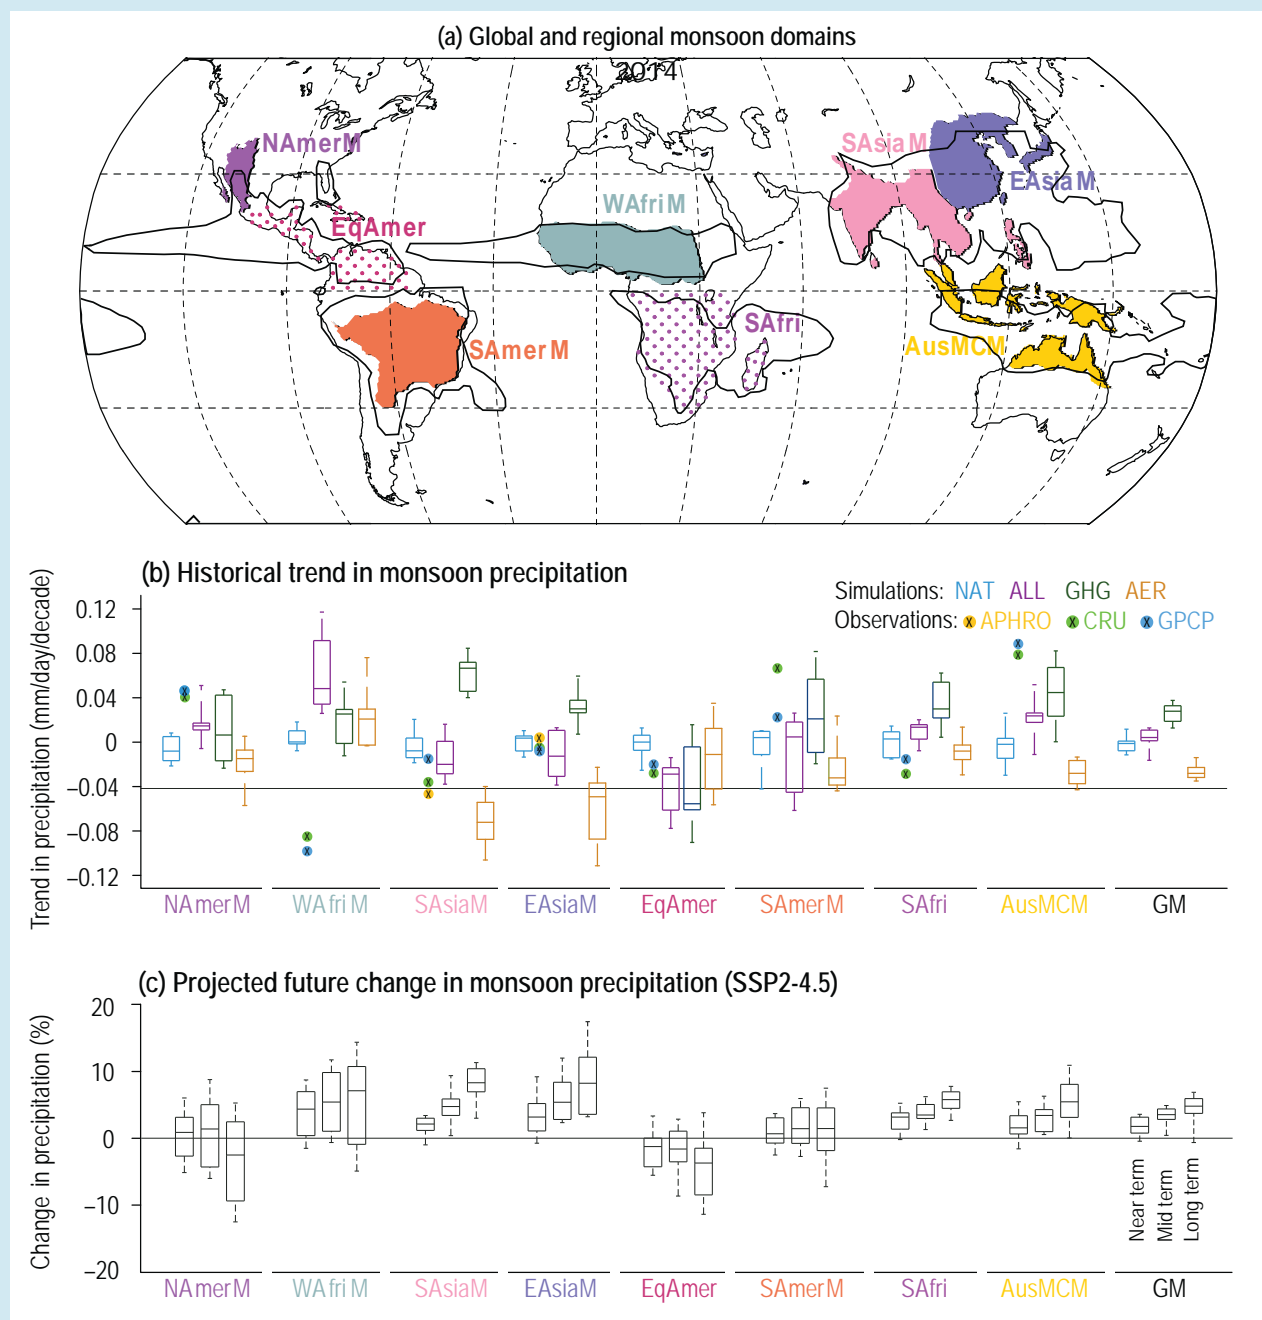 (a) Global and regional monsoon domains
2014
NAmerM
SAsiaM
EAsiaM
WAfriM
EqAmer
SAfri
SAmerM
AusMCM
(b) Historical trend in monsoon precipitation
Simulations: NAT ALL GHG AER
Observations: APHRO CRU GPCP
Trend in precipitation (mm/day/decade)
0.12
0.08
0.04
0
–0.04
–0.08
–0.12
NAmerM WAfriM SAsiaM EAsiaM EqAmer SAmerM SAfri AusMCM GM
(c) Projected future change in monsoon precipitation (SSP2-4.5)
Change in precipitation (%)
20
10
0
–10
–20
Near term
Mid term
Long term
NAmerM WAfriM SAsiaM EAsiaM EqAmer SAmerM SAfri AusMCM GM